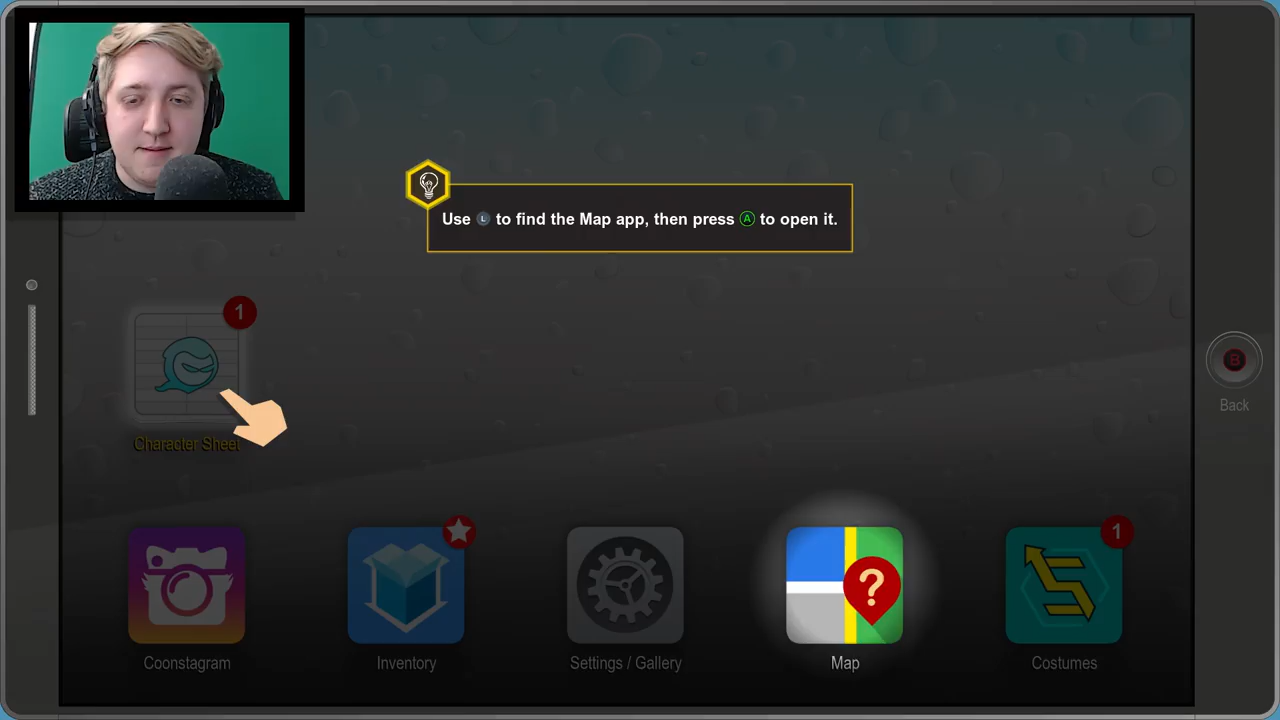 Use L to find the Map app, then press A to open it.
1
Character Sheet
B
Back
1
?
Coonstagram
Inventory
Settings / Gallery
Map
Costumes